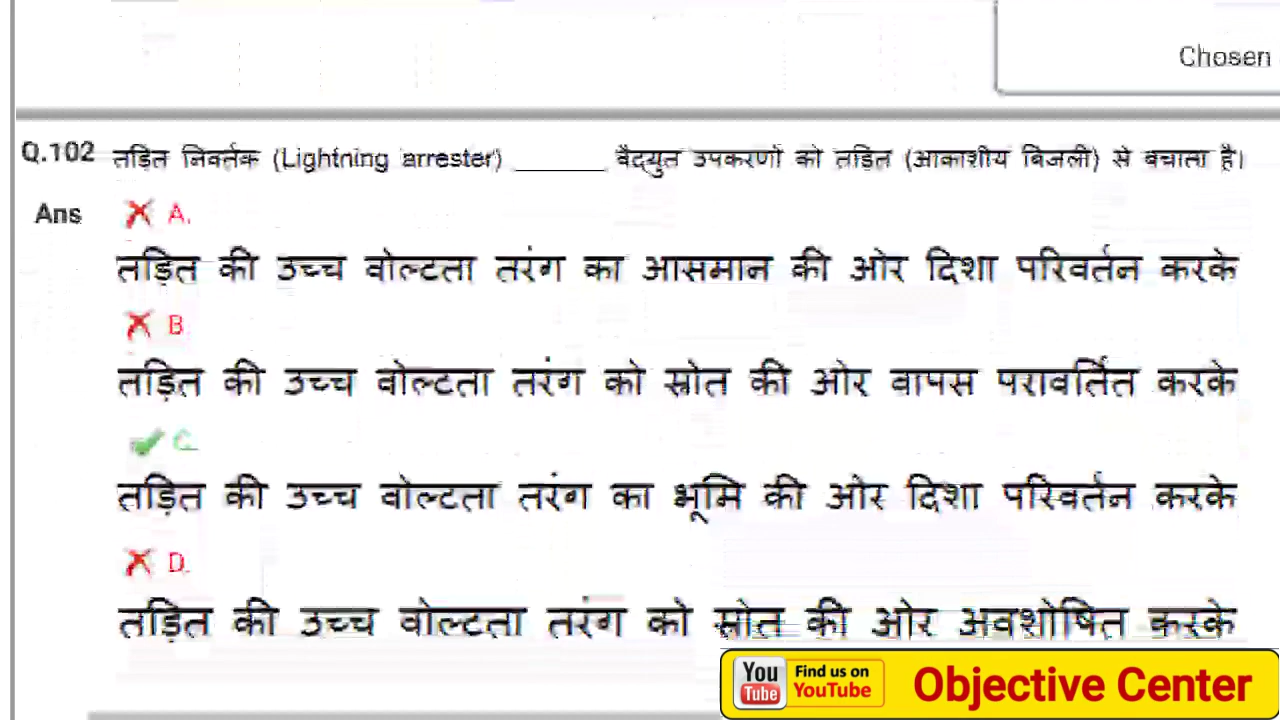 Chosen
Q.102 तड़ित निवर्तक (Lightning arrester) ______ वैद्युत उपकरणों को तड़ित (आकाशीय बिजली) से बचाता है।
Ans A.
तड़ित की उच्च वोल्टता तरंग का आसमान की ओर दिशा परिवर्तन करके
B.
तड़ित की उच्च वोल्टता तरंग को स्रोत की ओर वापस परावर्तित करके
C.
तड़ित की उच्च वोल्टता तरंग का भूमि की ओर दिशा परिवर्तन करके
D.
तड़ित की उच्च वोल्टता तरंग को स्रोत की ओर अवशोषित करके
You Tube Find us on YouTube Objective Center